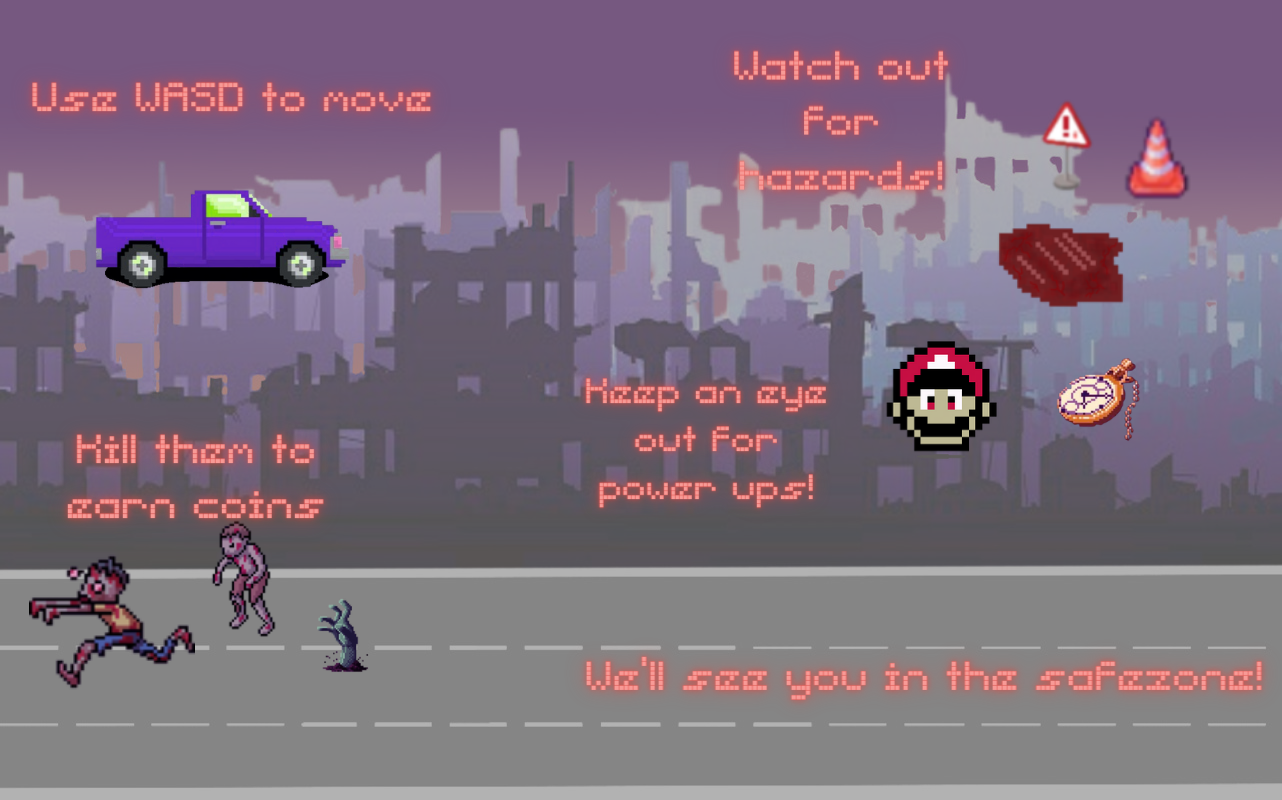 Use WASD to move
Watch out
for
hazards!
Keep an eye
out for
power ups!
Kill them to
earn coins
We'll see you in the safezone!